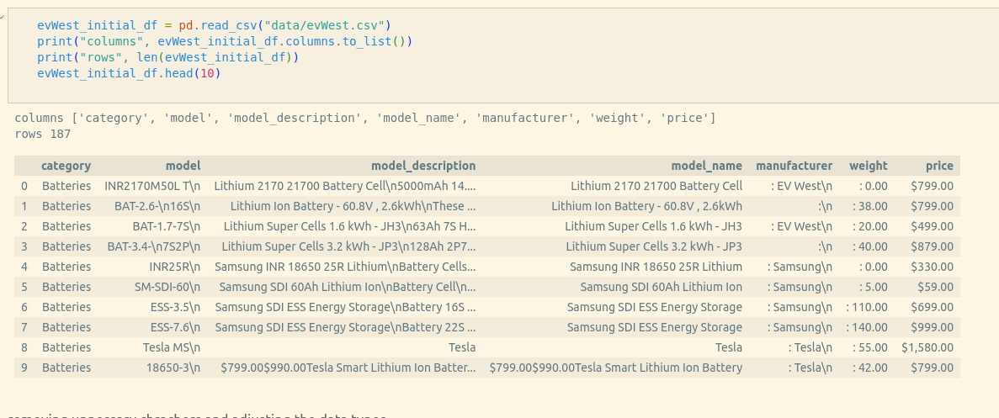 evWest_initial_df = pd.read_csv("data/evWest.csv")
print("columns", evWest_initial_df.columns.to_list())
print("rows", len(evWest_initial_df))
evWest_initial_df.head(10)
columns ['category', 'model', 'model_description', 'model_name', 'manufacturer', 'weight', 'price']
rows 187
category model model_description model_name manufacturer weight price
0 Batteries INR2170M50L T\n Lithium 2170 21700 Battery Cell\n5000mAh 14.... Lithium 2170 21700 Battery Cell : EV West\n : 0.00 $799.00
1 Batteries BAT-2.6-\n16S\n Lithium Ion Battery - 60.8V , 2.6kWh\nThese ... Lithium Ion Battery - 60.8V , 2.6kWh :\n : 38.00 $799.00
2 Batteries BAT-1.7-7S\n Lithium Super Cells 1.6 kWh - JH3\n63Ah 7S H... Lithium Super Cells 1.6 kWh - JH3 : EV West\n : 20.00 $499.00
3 Batteries BAT-3.4-\n7S2P\n Lithium Super Cells 3.2 kWh - JP3\n128Ah 2P7... Lithium Super Cells 3.2 kWh - JP3 :\n : 40.00 $879.00
4 Batteries INR25R\n Samsung INR 18650 25R Lithium\nBattery Cells... Samsung INR 18650 25R Lithium : Samsung\n : 0.00 $330.00
5 Batteries SM-SDI-60\n Samsung SDI 60Ah Lithium Ion\nBattery Cell\n... Samsung SDI 60Ah Lithium Ion : Samsung\n : 5.00 $59.00
6 Batteries ESS-3.5\n Samsung SDI ESS Energy Storage\nBattery 16S ... Samsung SDI ESS Energy Storage : Samsung\n : 110.00 $699.00
7 Batteries ESS-7.6\n Samsung SDI ESS Energy Storage\nBattery 22S ... Samsung SDI ESS Energy Storage : Samsung\n : 140.00 $999.00
8 Batteries Tesla MS\n Tesla Tesla : Tesla\n : 55.00 $1,580.00
9 Batteries 18650-3\n $799.00$990.00Tesla Smart Lithium Ion Batter... $799.00$990.00Tesla Smart Lithium Ion Battery : Tesla\n : 42.00 $799.00
and adjusting the data types